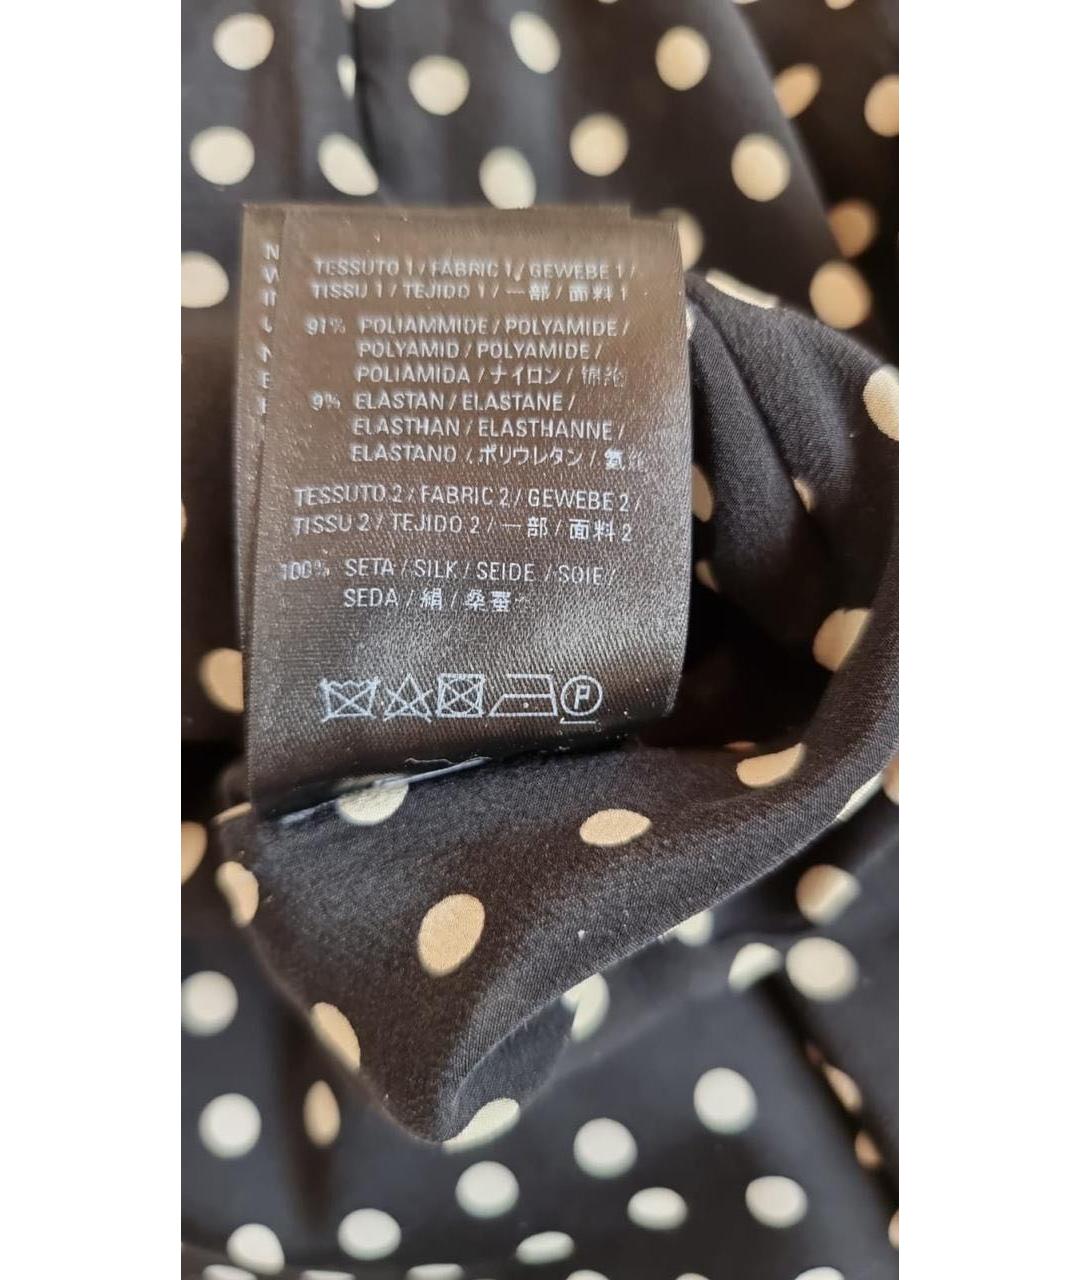 TESSUTO 1 / FABRIC 1 / GEWEBE 1 /
TISSU 1 / TEJIDO 1 / 一部 / 面料 1
91% POLIAMMIDE / POLYAMIDE /
POLYAMID / POLYAMIDE /
POLIAMIDA / ナイロン / 锦纶
9% ELASTAN / ELASTANE /
ELASTHAN / ELASTHANNE /
ELASTANO / ポリウレタン / 氨纶
TESSUTO 2 / FABRIC 2 / GEWEBE 2 /
TISSU 2 / TEJIDO 2 / 一部 / 面料 2
100% SETA / SILK / SEIDE / SOIE /
SEDA / 絹 / 桑蚕
P